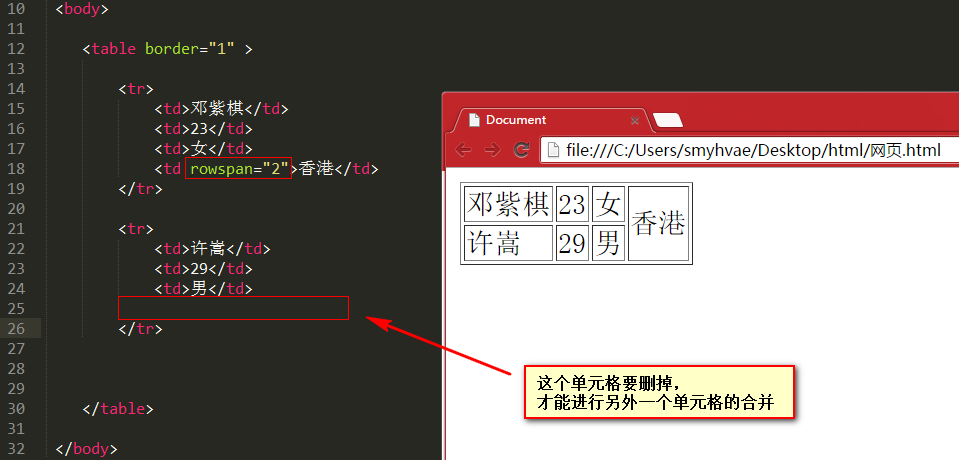 10 <body>
11
12 <table border="1" >
13
14 <tr>
15 <td>邓紫棋</td>
16 <td>23</td>
17 <td>女</td>
18 <td rowspan="2">香港</td>
19 </tr>
20
21 <tr>
22 <td>许嵩</td>
23 <td>29</td>
24 <td>男</td>
25
26 </tr>
27
28
29
30 </table>
31
32 </body>
Document
file:///C:/Users/smyhvae/Desktop/html/网页.html
邓紫棋 23 女 香港
许嵩 29 男
这个单元格要删掉，
才能进行另外一个单元格的合并